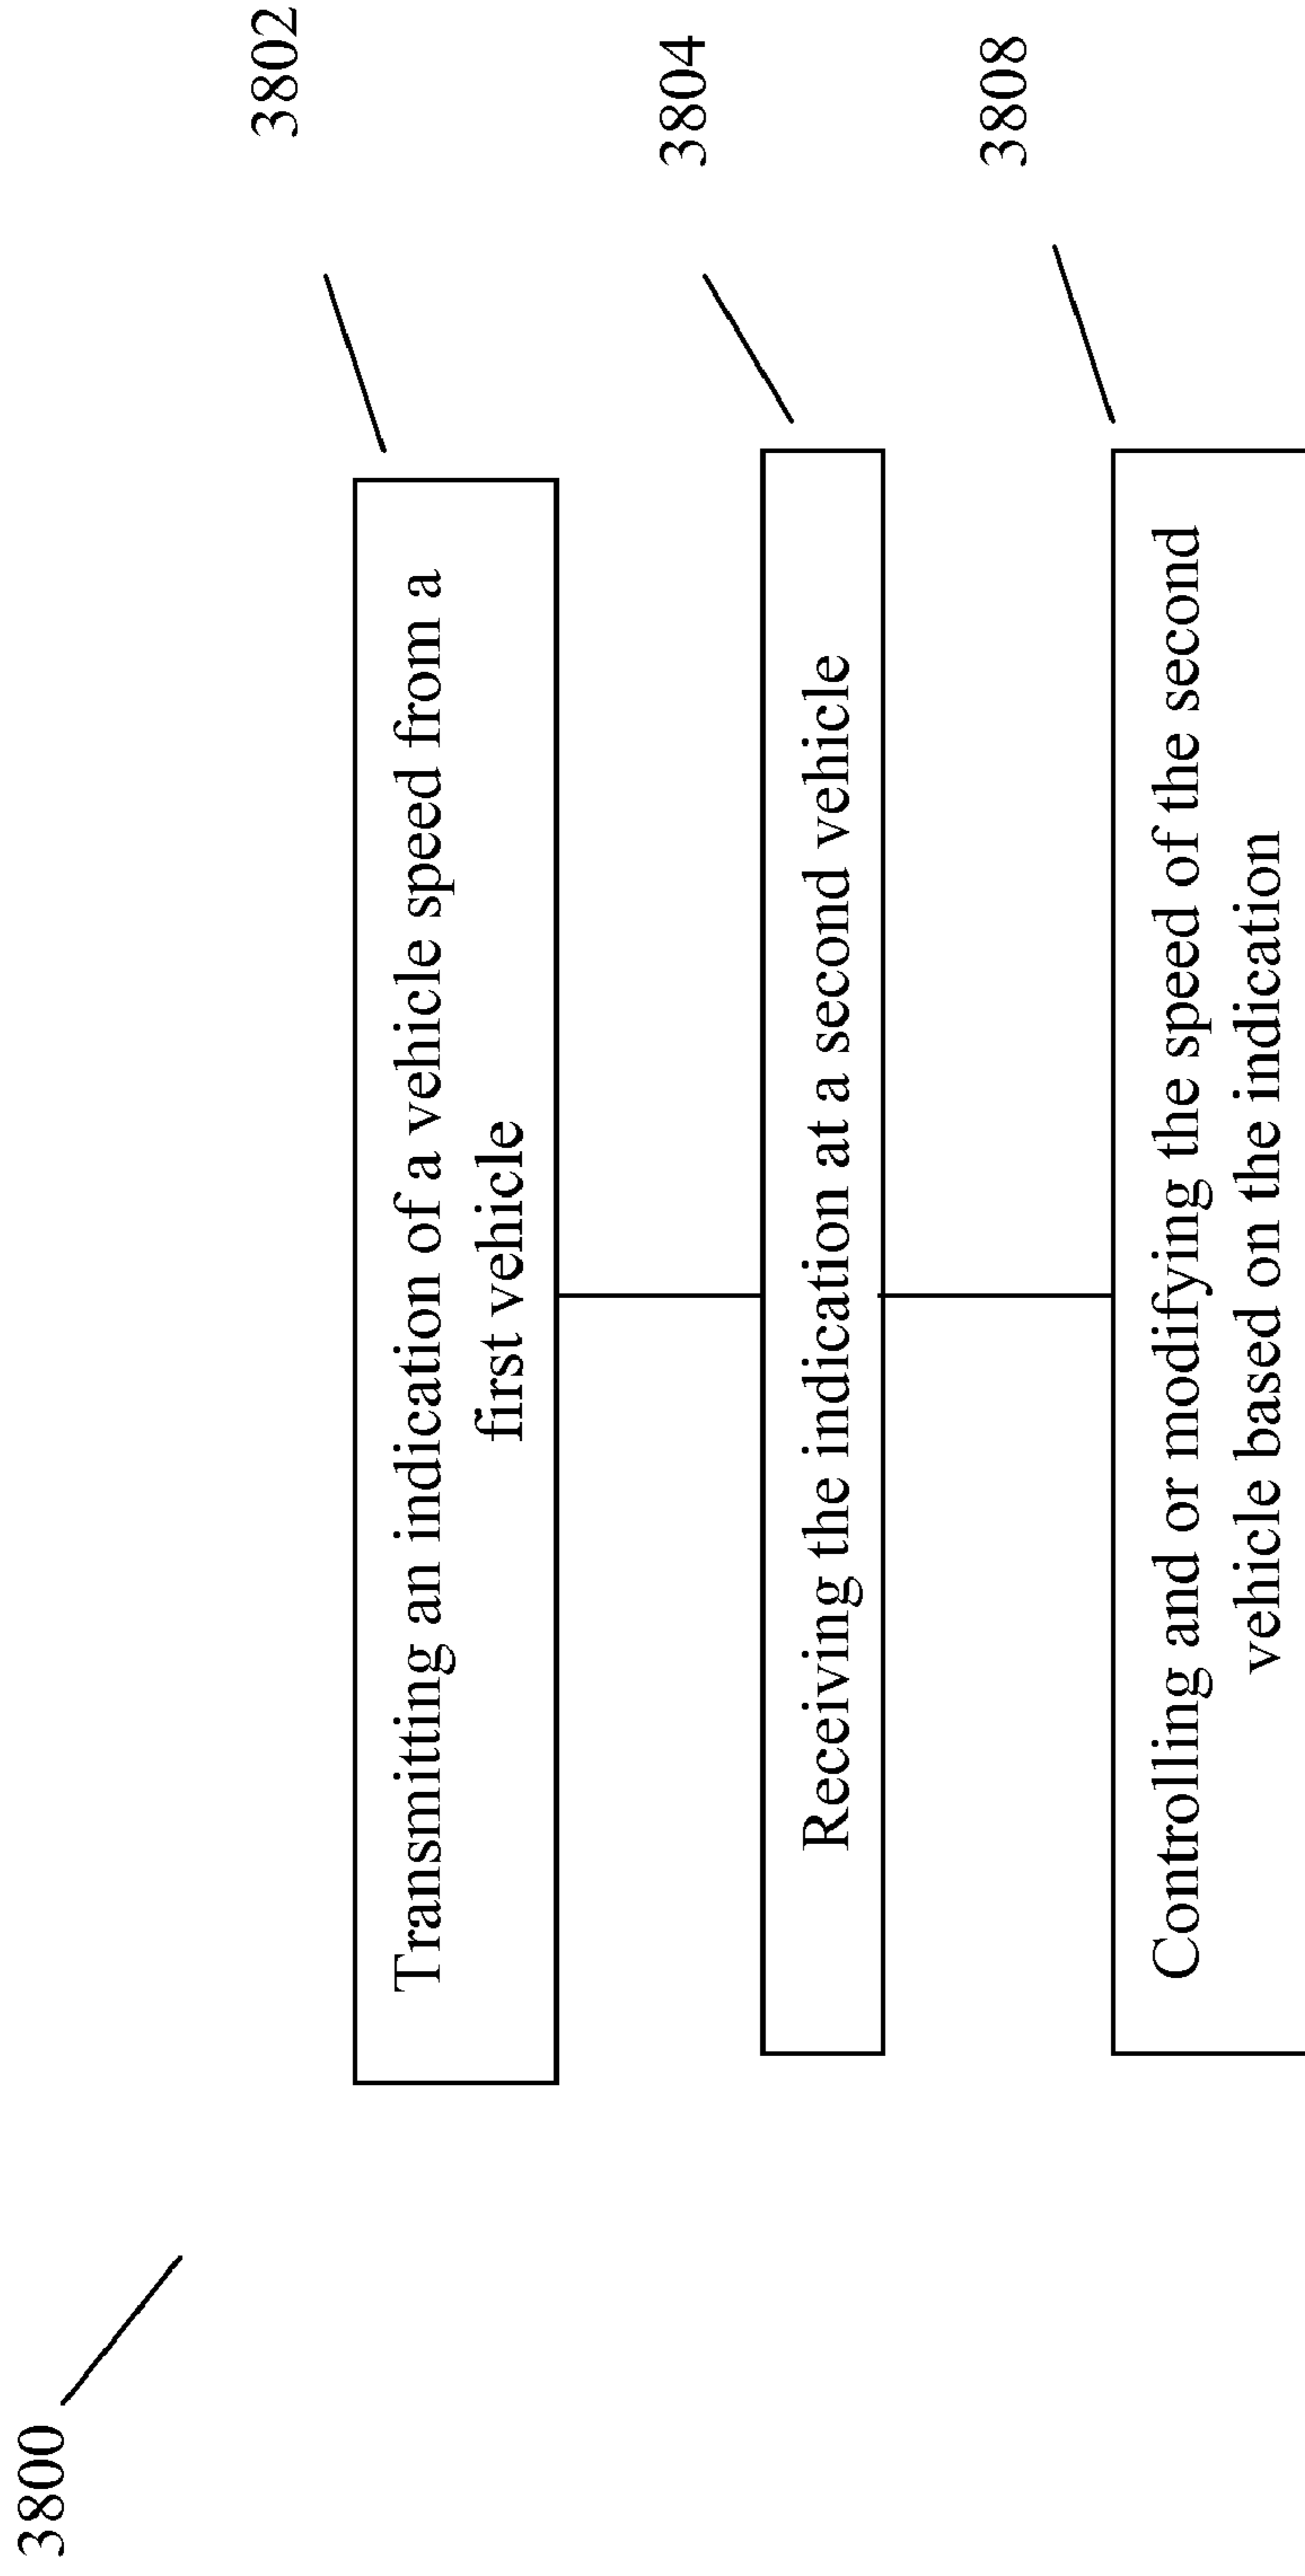 3800
3802
Transmitting an indication of a vehicle speed from a
first vehicle
3804
Receiving the indication at a second vehicle
3808
Controlling and or modifying the speed of the second
vehicle based on the indication